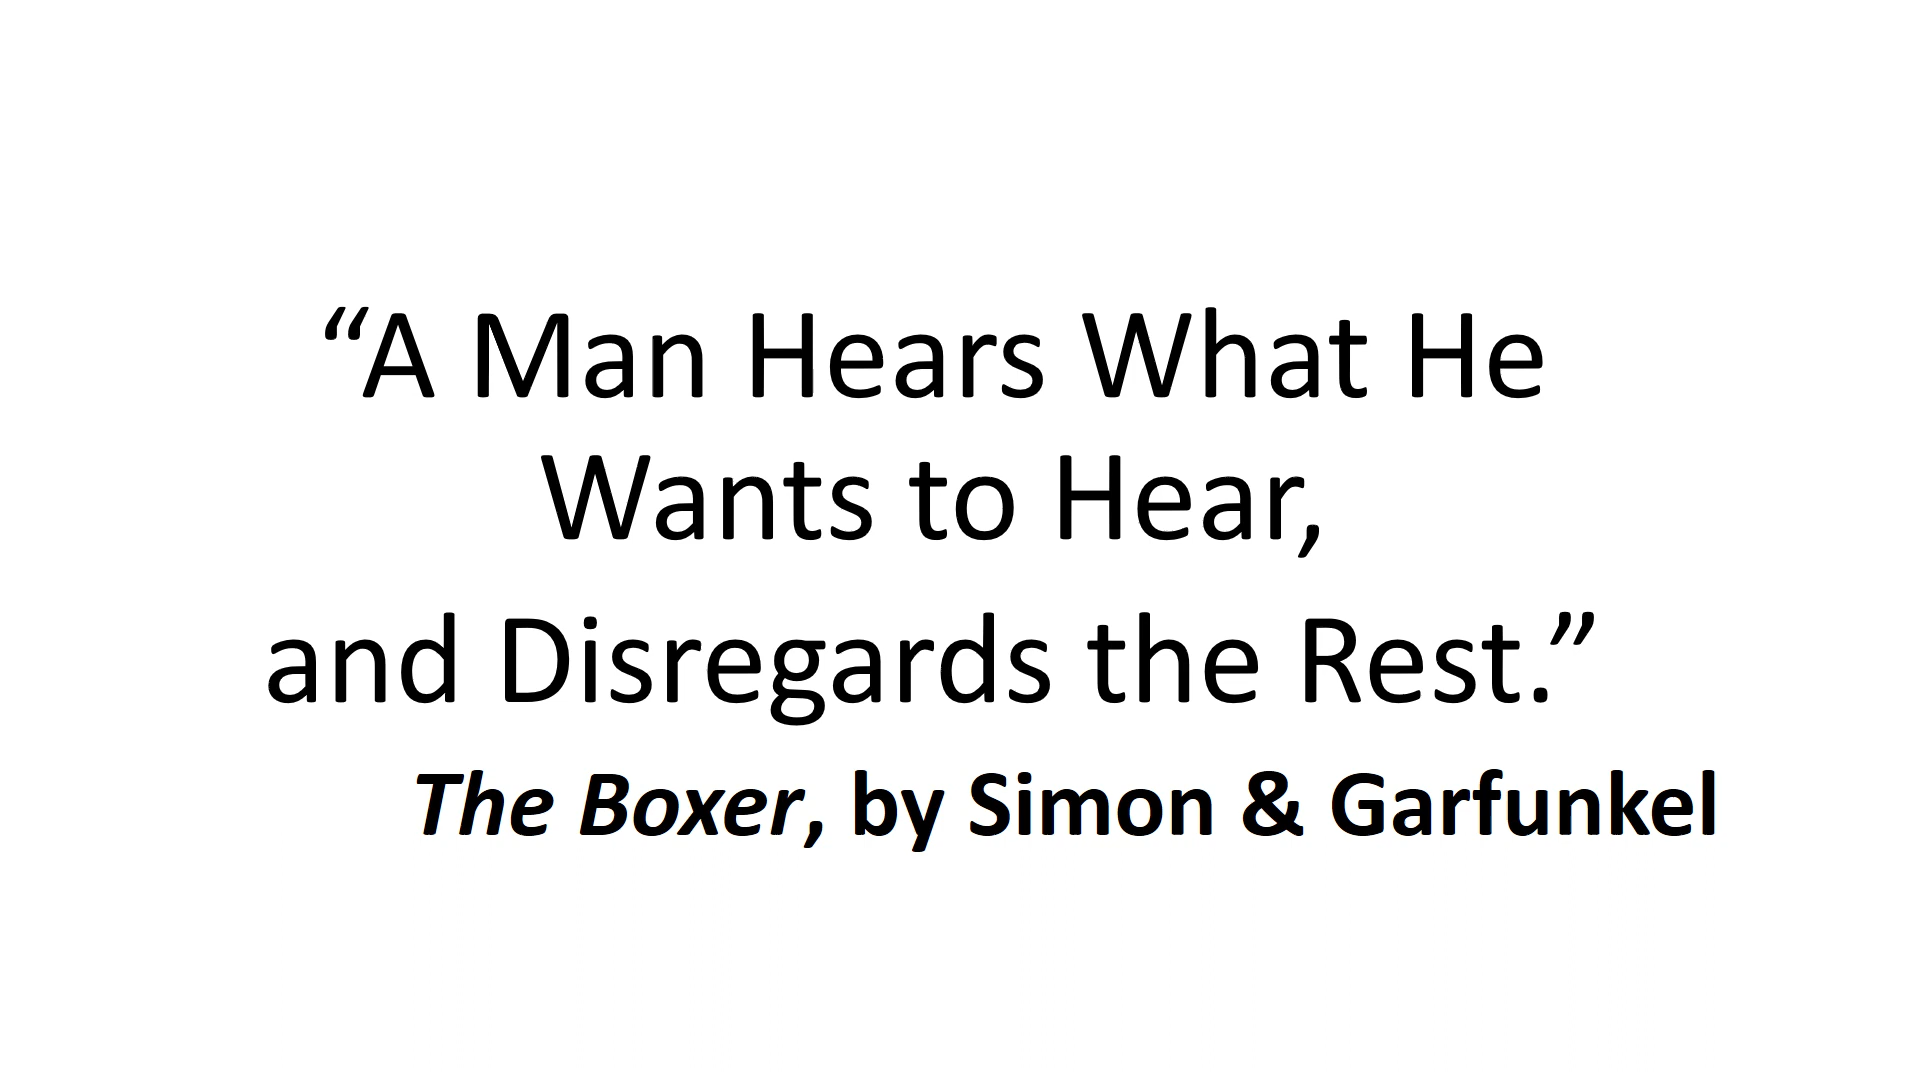 “A Man Hears What He
Wants to Hear,
and Disregards the Rest.”
The Boxer, by Simon & Garfunkel